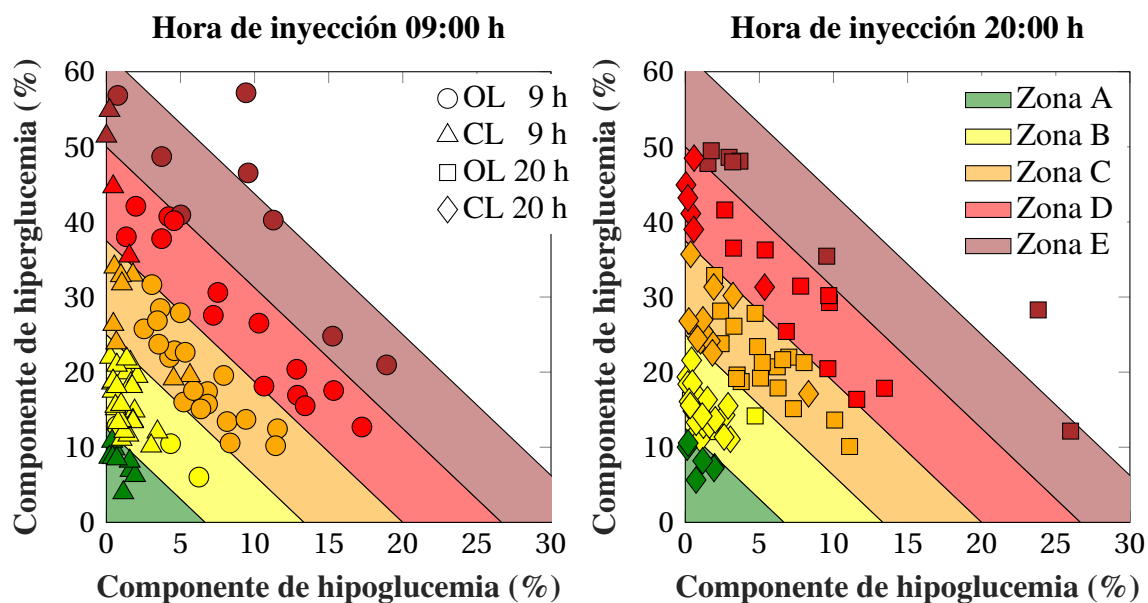 Hora de inyección 09:00 h
Componente de hiperglucemia (%)
60
50
40
30
20
10
0
0 5 10 15 20 25 30
Componente de hipoglucemia (%)
OL 9 h
CL 9 h
OL 20 h
CL 20 h
Hora de inyección 20:00 h
Componente de hiperglucemia (%)
60
50
40
30
20
10
0
0 5 10 15 20 25 30
Componente de hipoglucemia (%)
Zona A
Zona B
Zona C
Zona D
Zona E